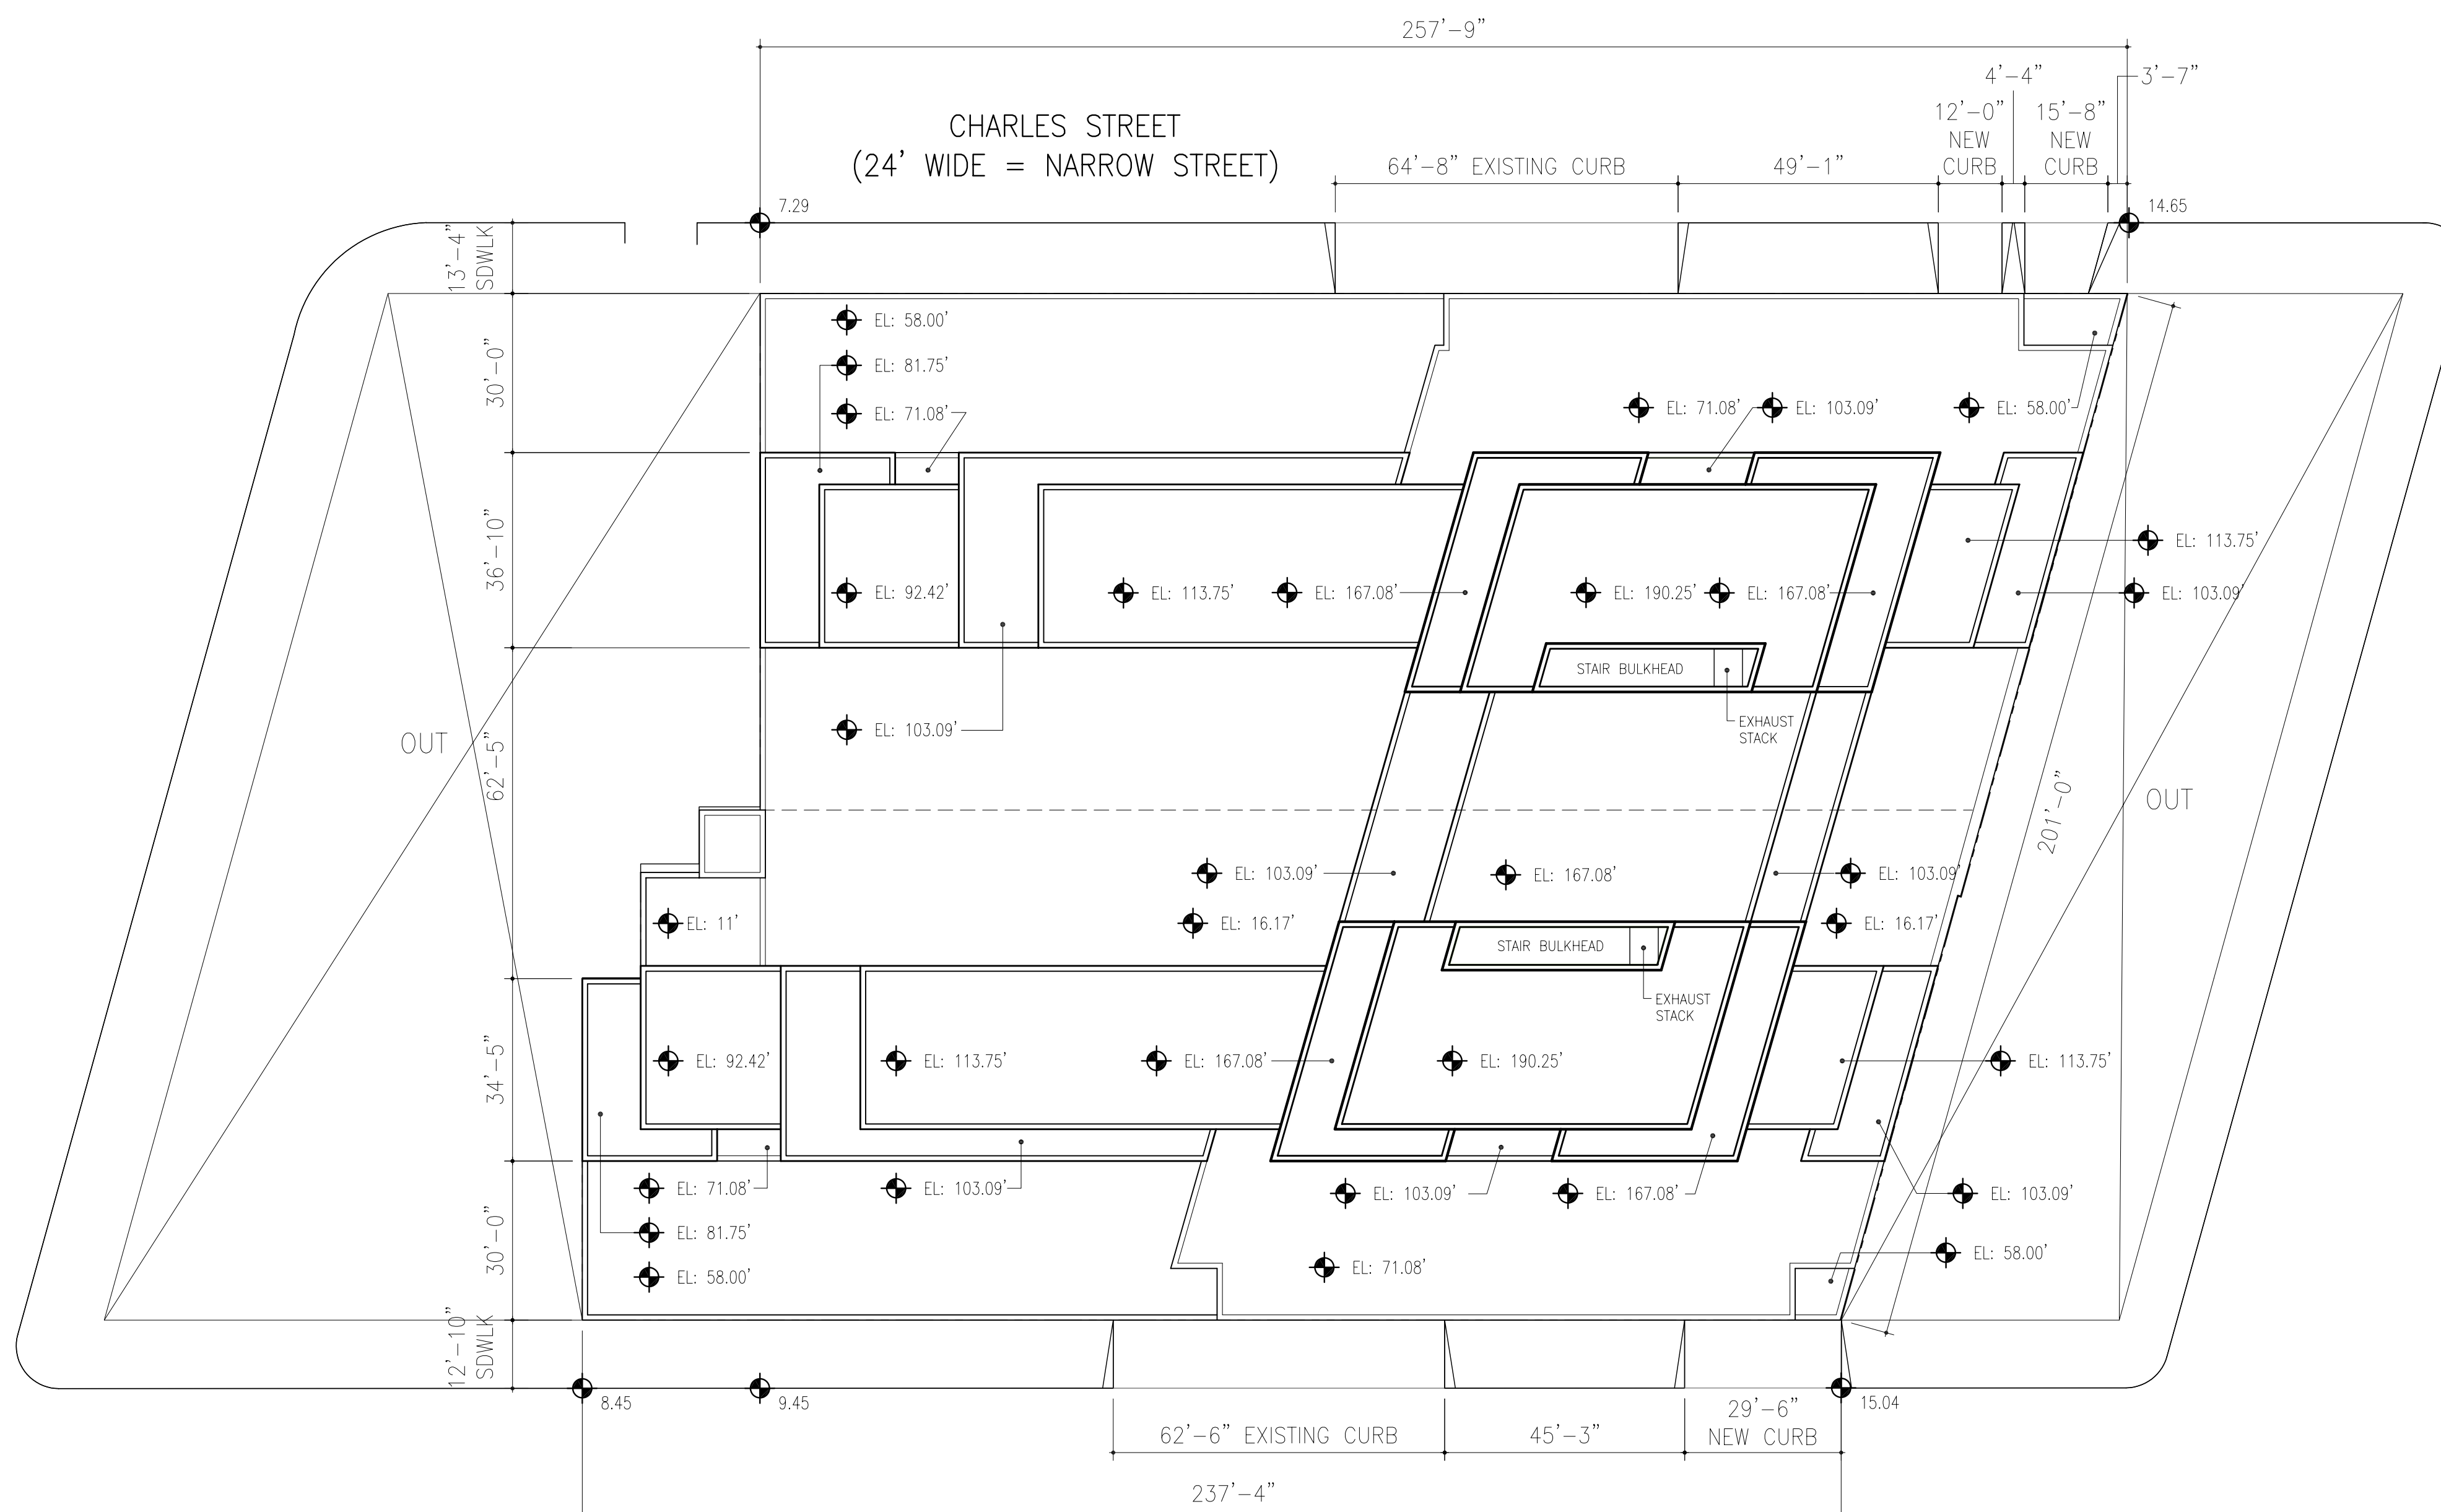 257'-9"
4'-4"
3'-7"
CHARLES STREET
(24' WIDE = NARROW STREET)
12'-0"
NEW
CURB
15'-8"
NEW
CURB
64'-8" EXISTING CURB
49'-1"
7.29
14.65
13'-4"
SDWLK
EL: 58.00'
EL: 81.75'
EL: 71.08'
30'-0"
EL: 71.08'
EL: 103.09'
EL: 58.00'
36'-10"
EL: 113.75'
EL: 92.42'
EL: 113.75'
EL: 167.08'
EL: 190.25'
EL: 167.08'
EL: 103.09'
STAIR BULKHEAD
EXHAUST
STACK
EL: 103.09'
OUT
62'-5"
201'-0"
OUT
EL: 103.09'
EL: 167.08'
EL: 103.09'
EL: 11'
EL: 16.17'
EL: 16.17'
STAIR BULKHEAD
EXHAUST
STACK
34'-5"
EL: 92.42'
EL: 113.75'
EL: 167.08'
EL: 190.25'
EL: 113.75'
EL: 71.08'
EL: 103.09'
EL: 103.09'
EL: 167.08'
EL: 103.09'
30'-0"
EL: 81.75'
EL: 58.00'
EL: 58.00'
EL: 71.08'
12'-10"
SDWLK
8.45
9.45
15.04
62'-6" EXISTING CURB
45'-3"
29'-6"
NEW CURB
237'-4"